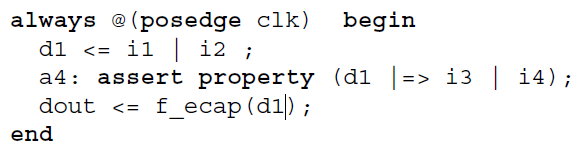 always @(posedge clk)  begin
  d1 <= i1 | i2 ;
  a4: assert property (d1 |=> i3 | i4);
  dout <= f_ecap(d1);
end